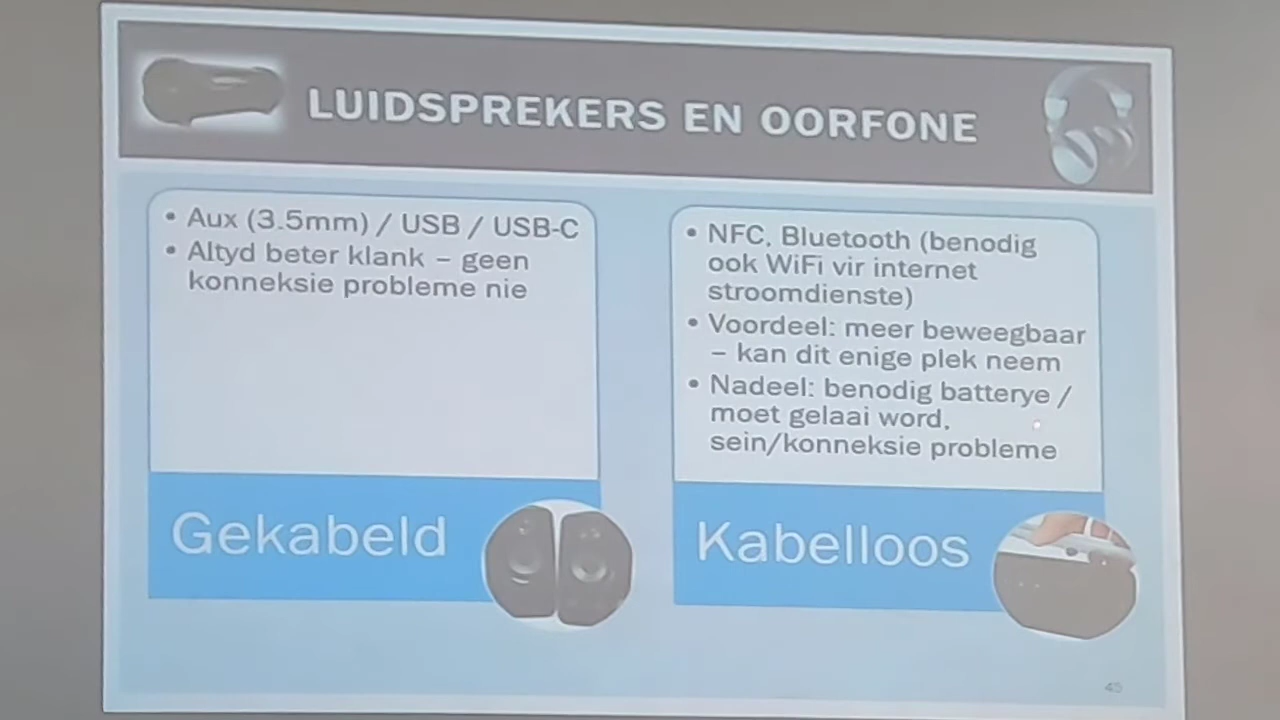 LUIDSPREKERS EN OORFONE
• Aux (3.5mm) / USB / USB-C
• Altyd beter klank – geen
konneksie probleme nie
Gekabeld
• NFC, Bluetooth (benodig
ook WiFi vir internet
stroomdienste)
• Voordeel: meer beweegbaar
– kan dit enige plek neem
• Nadeel: benodig batterye /
moet gelaai word,
sein/konneksie probleme
Kabelloos